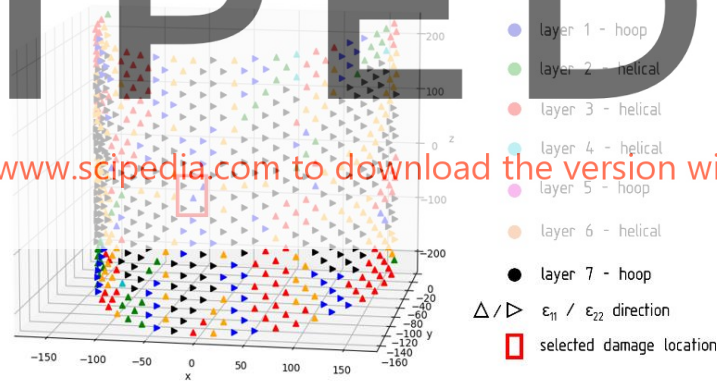 IPED
layer 1 - hoop
layer 2 - helical
layer 3 - helical
layer 4 - helical
layer 5 - hoop
layer 6 - helical
layer 7 - hoop
△/▷ ε₁₁ / ε₂₂ direction
selected damage location
www.scipedia.com to download the version wi
200
100
0
-100
-200
z
0
-20
-40
-60
-80
-100
-120
-140
-160
y
-150
-100
-50
0
50
100
150
x